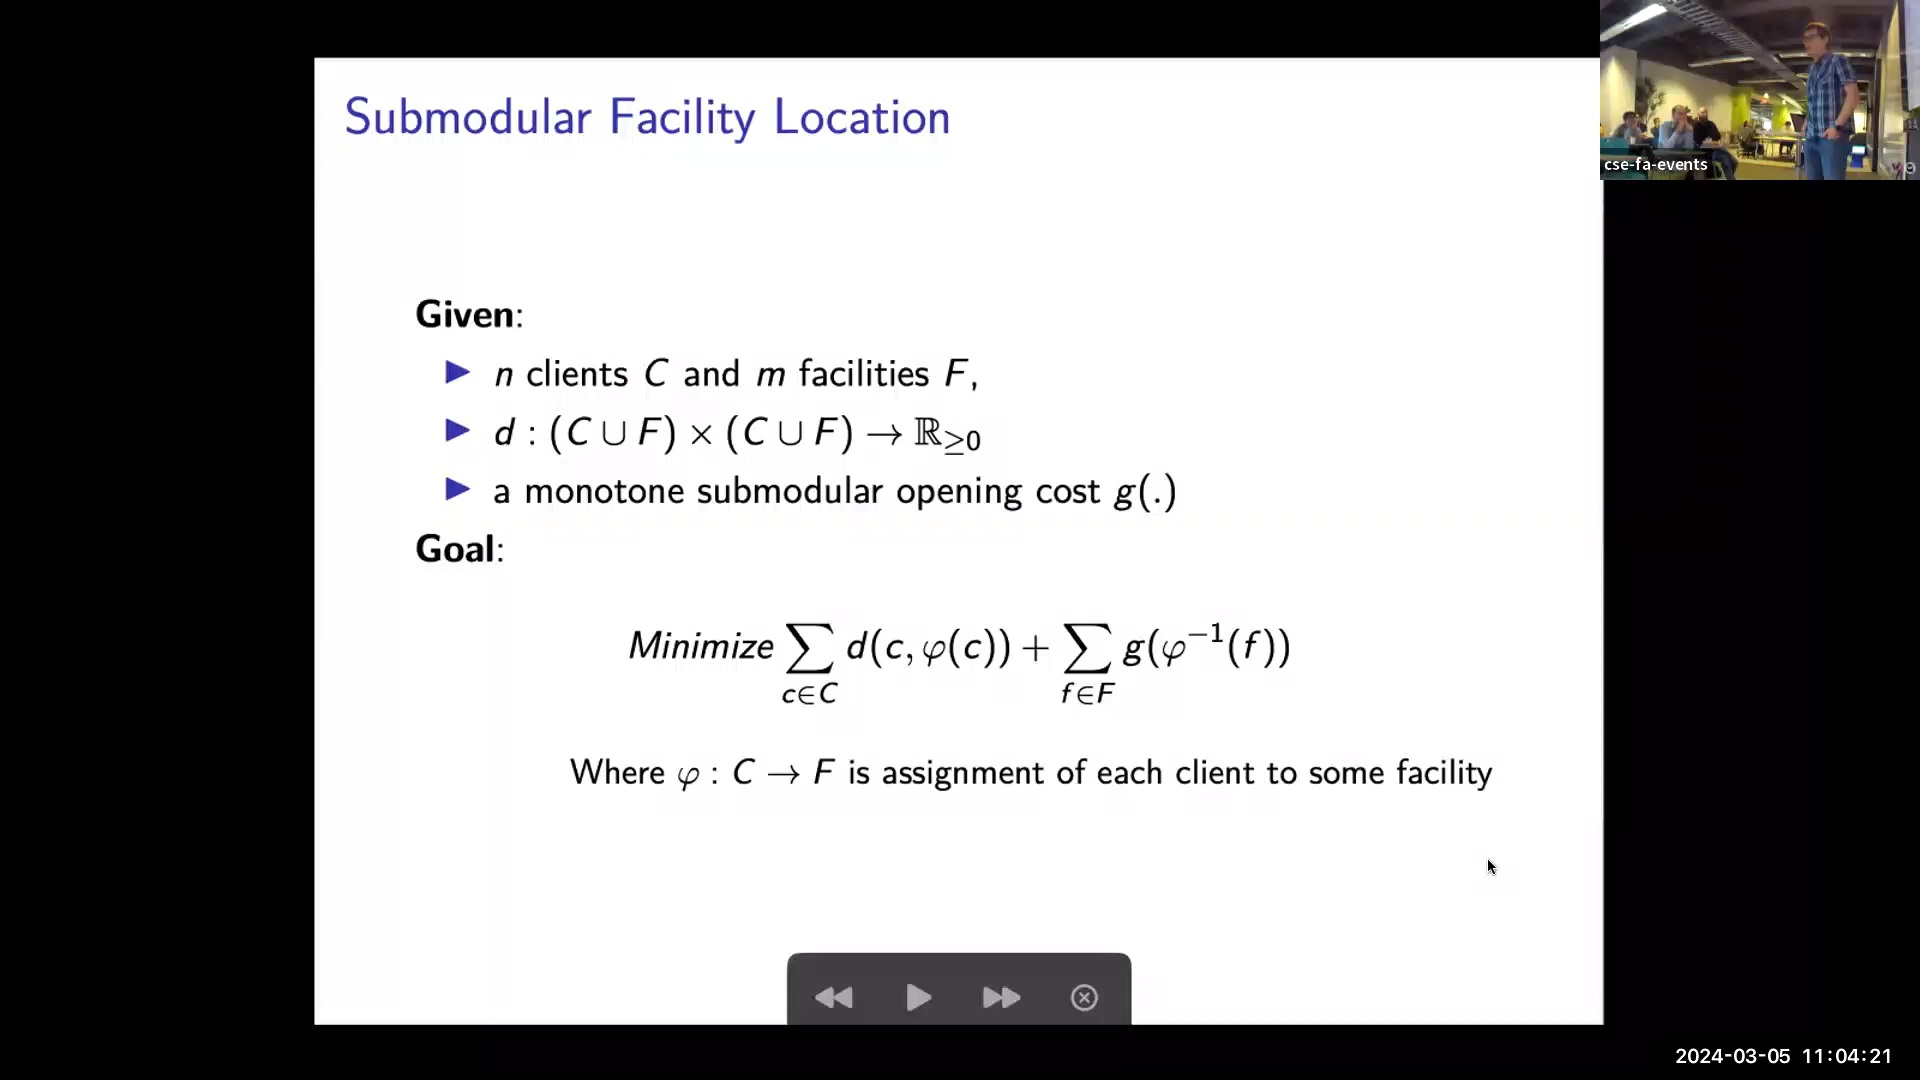 Submodular Facility Location
cse-fa-events
Given:
▶ n clients C and m facilities F,
▶ d : (C ∪ F) × (C ∪ F) → ℝ≥0
▶ a monotone submodular opening cost g(.)
Goal:
Minimize ∑_{c∈C} d(c, φ(c)) + ∑_{f∈F} g(φ⁻¹(f))
Where φ : C → F is assignment of each client to some facility
2024-03-05 11:04:21